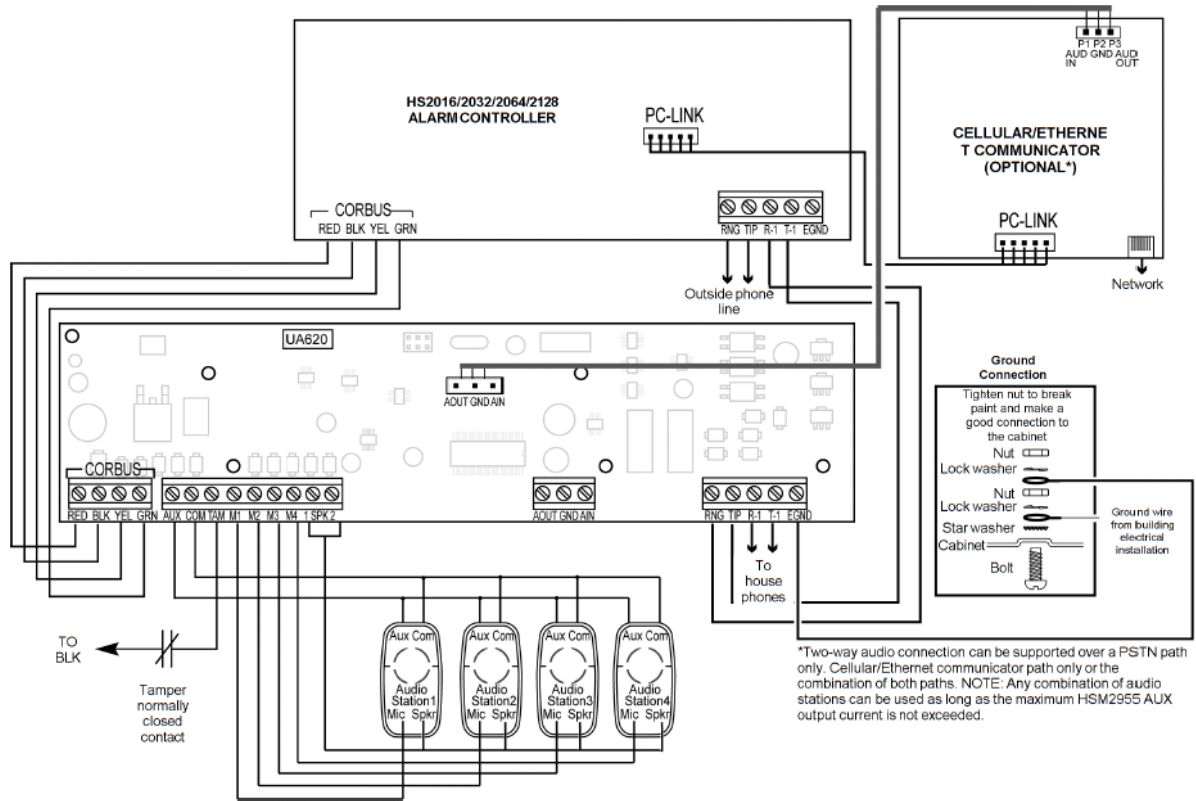 HS2016/2032/2064/2128
ALARM CONTROLLER
PC-LINK
CORBUS
RED BLK YEL GRN
RNG TIP R-1 T-1 EGND
Outside phone
line
P1 P2 P3
AUD GND AUDI
IN OUT
CELLULAR/ETHERNE
T COMMUNICATOR
(OPTIONAL*)
PC-LINK
Network
UA620
AOUT GND AIN
CORBUS
RED BLK YEL GRN
AUX COM TAM M1 M2 M3 M4 1 SPK 2
AOUT GND AIN
RNG TIP R-1 T-1 EGND
To
house
phones
Ground
Connection
Tighten nut to break
paint and make a
good connection to
the cabinet
Nut
Lock washer
Nut
Lock washer
Star washer
Cabinet
Bolt
Ground wire
from building
electrical
installation
TO
BLK
Tamper
normally
closed
contact
Aux Com
Audio
Station1
Mic Spkr
Aux Com
Audio
Station2
Mic Spkr
Aux Com
Audio
Station3
Mic Spkr
Aux Com
Audio
Station4
Mic Spkr
*Two-way audio connection can be supported over a PSTN path
only. Cellular/Ethernet communicator path only or the
combination of both paths. NOTE: Any combination of audio
stations can be used as long as the maximum HSM2955 AUX
output current is not exceeded.